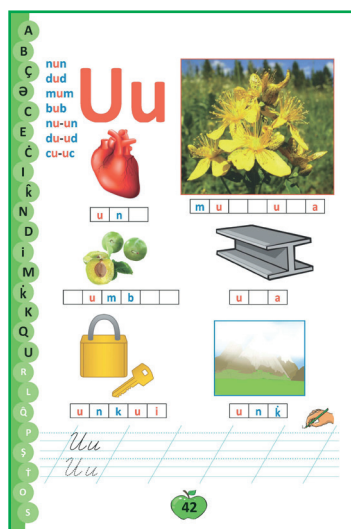 A
B
Ç
Ə
C
E
Ċ
I
k̂
N
D
i
M
k̇
K
Q
U
R
L
Q̇
P
Ş
Ṫ
O
S
nun
dud
mum
bub
nu-un
du-ud
cu-uc
Uu
u n
m u u a
u m b
u a
u n k u i
u n k̇
Uu
Uu
42